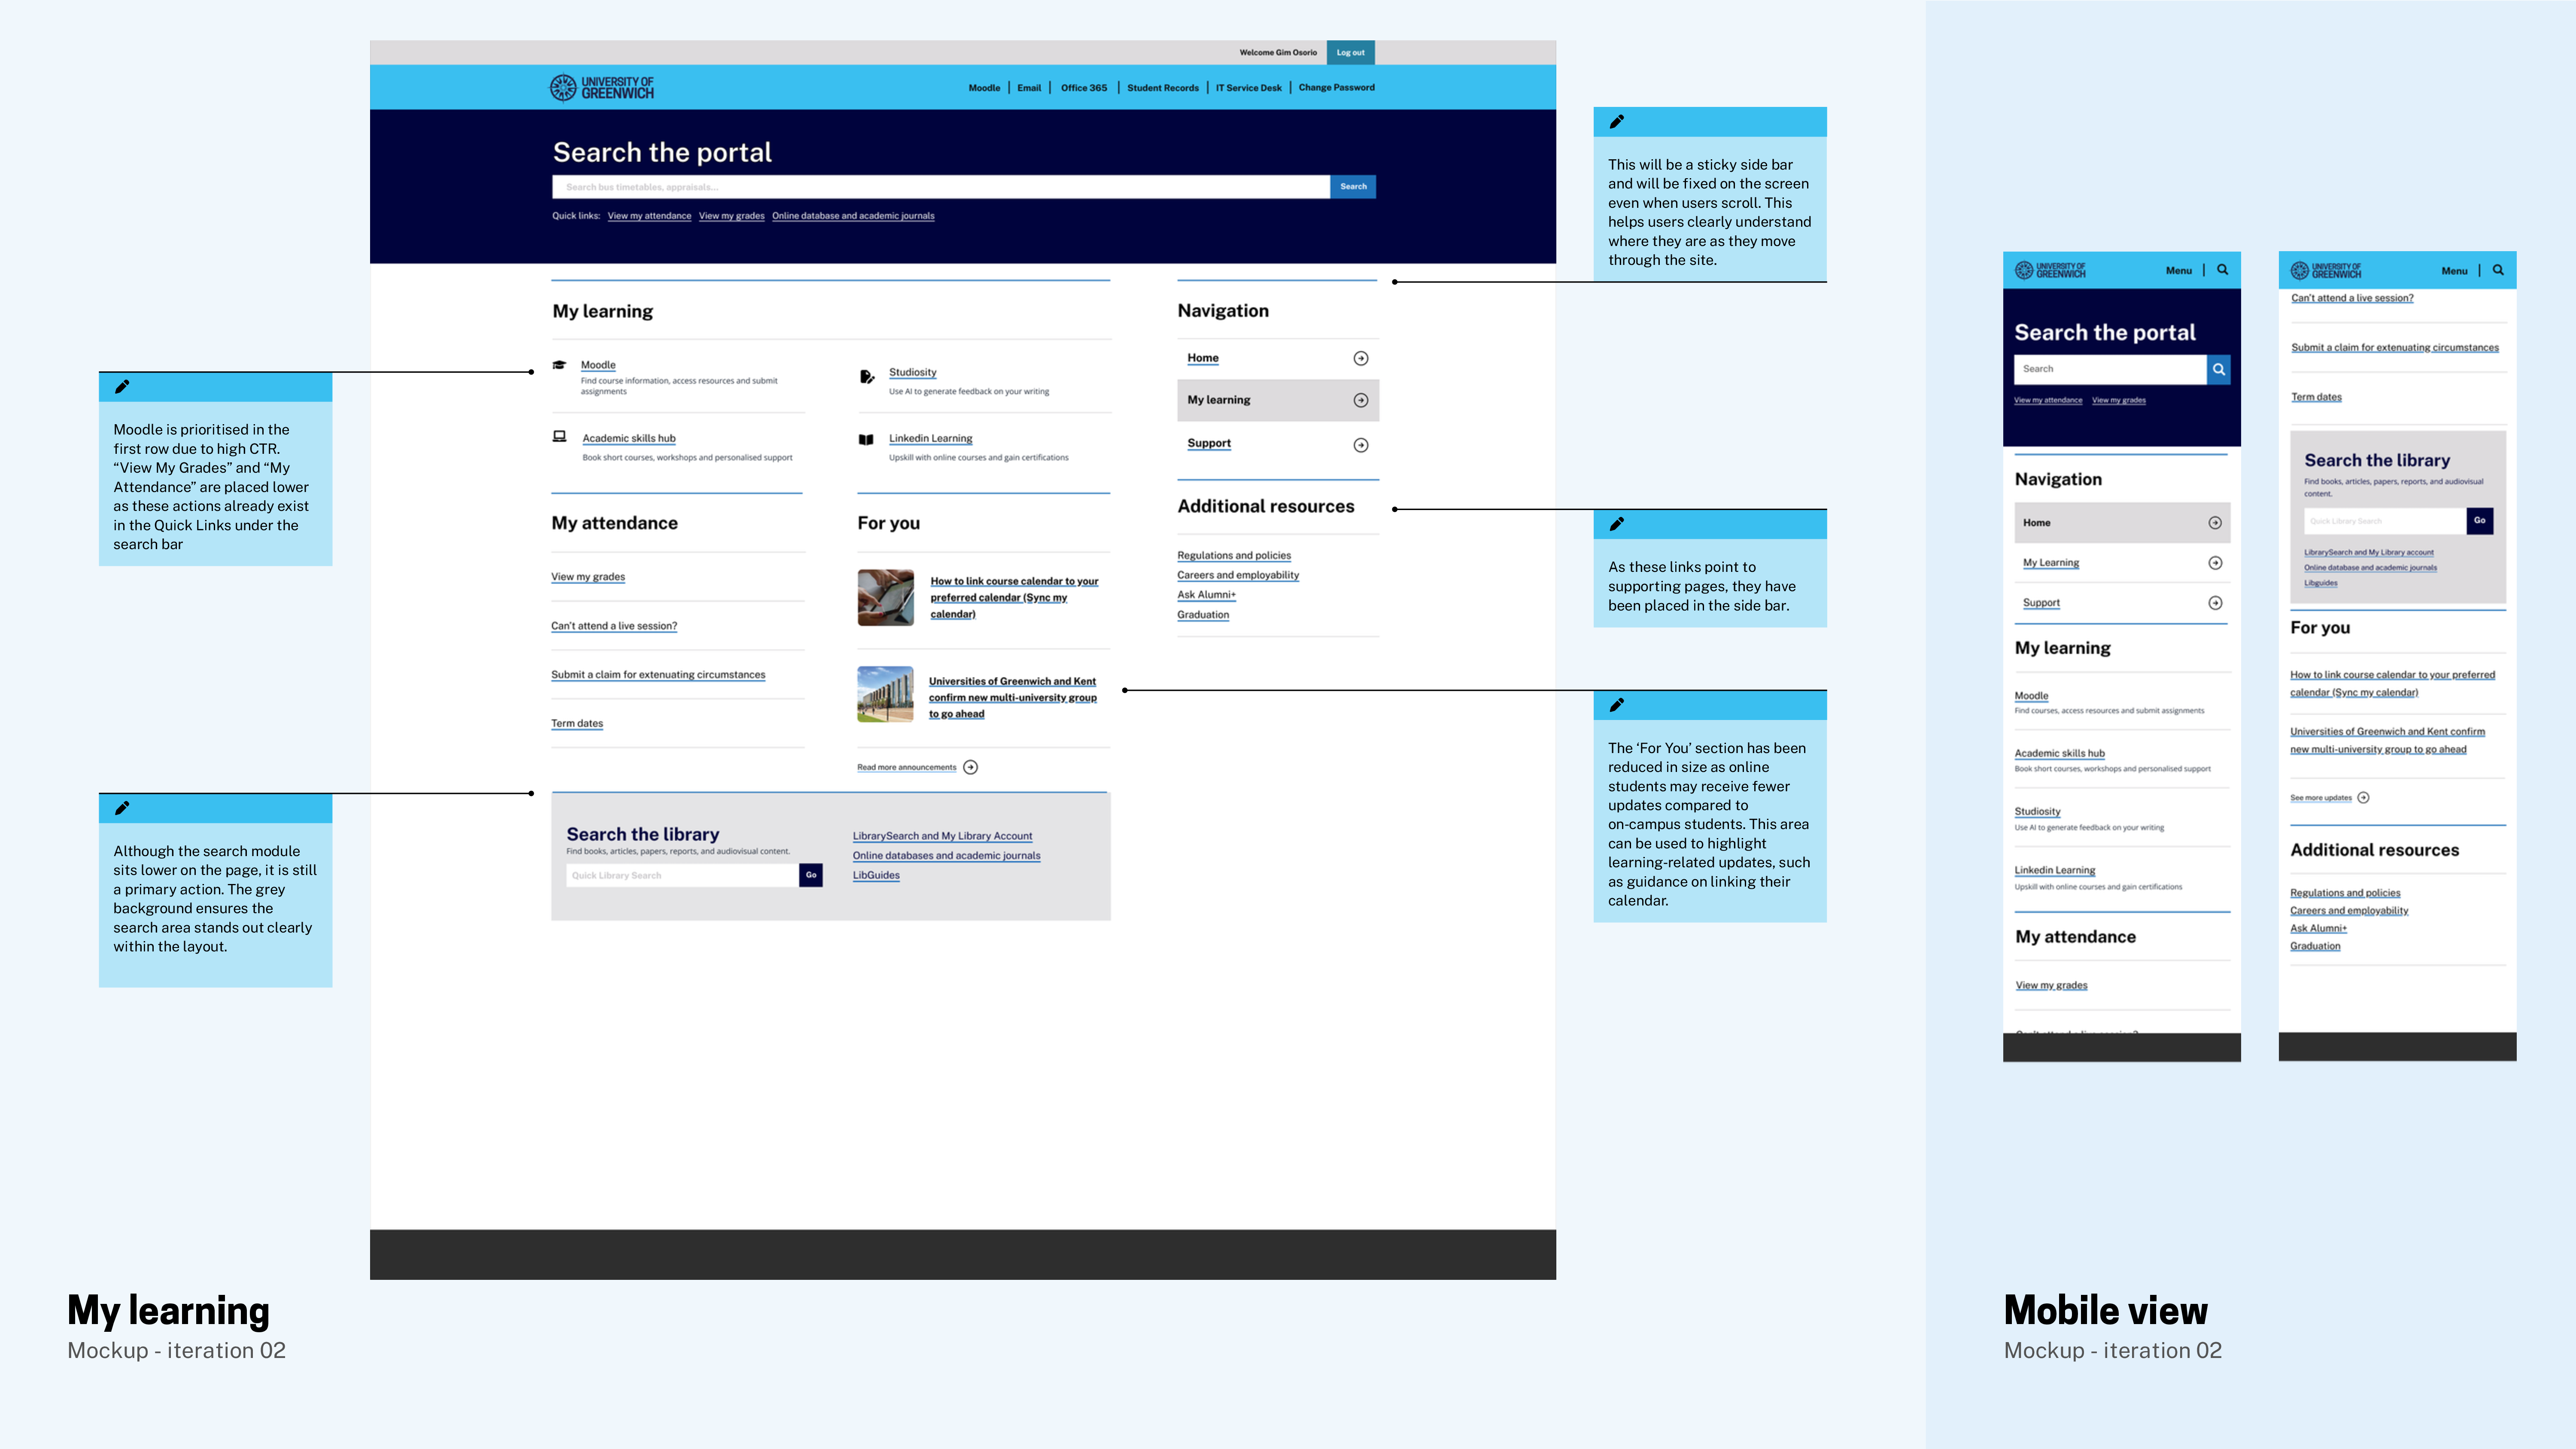 Welcome Gim Osorio
Log out
UNIVERSITY OF
GREENWICH
Moodle | Email | Office 365 | Student Records | IT Service Desk | Change Password
Search the portal
Search bus timetables, appraisals...
Search
Quick links: View my attendance View my grades Online database and academic journals
My learning
Moodle
Find course information, access resources and submit
assignments
Studiosity
Use AI to generate feedback on your writing
Academic skills hub
Book short courses, workshops and personalised support
Linkedin Learning
Upskill with online courses and gain certifications
My attendance
View my grades
Can't attend a live session?
Submit a claim for extenuating circumstances
Term dates
For you
How to link course calendar to your
preferred calendar (Sync my
calendar)
Universities of Greenwich and Kent
confirm new multi-university group
to go ahead
Read more announcements
Search the library
Find books, articles, papers, reports, and audiovisual content.
Quick Library Search
Go
LibrarySearch and My Library Account
Online databases and academic journals
LibGuides
Navigation
Home
My learning
Support
Additional resources
Regulations and policies
Careers and employability
Ask Alumni+
Graduation
Moodle is prioritised in the
first row due to high CTR.
“View My Grades” and “My
Attendance” are placed lower
as these actions already exist
in the Quick Links under the
search bar
Although the search module
sits lower on the page, it is still
a primary action. The grey
background ensures the
search area stands out clearly
within the layout.
This will be a sticky side bar
and will be fixed on the screen
even when users scroll. This
helps users clearly understand
where they are as they move
through the site.
As these links point to
supporting pages, they have
been placed in the side bar.
The ‘For You’ section has been
reduced in size as online
students may receive fewer
updates compared to
on-campus students. This area
can be used to highlight
learning-related updates, such
as guidance on linking their
calendar.
My learning
Mockup - iteration 02
UNIVERSITY OF
GREENWICH
Menu |
Search the portal
Search
View my attendance View my grades
Navigation
Home
My Learning
Support
My learning
Moodle
Find courses, access resources and submit assignments
Academic skills hub
Book short courses, workshops and personalised support
Studiosity
Use AI to generate feedback on your writing
Linkedin Learning
Upskill with online courses and gain certifications
My attendance
View my grades
UNIVERSITY OF
GREENWICH
Menu |
Can't attend a live session?
Submit a claim for extenuating circumstances
Term dates
Search the library
Find books, articles, papers, reports, and audiovisual
content.
Quick Library Search
Go
LibrarySearch and My Library account
Online database and academic journals
Libguides
For you
How to link course calendar to your preferred
calendar (Sync my calendar)
Universities of Greenwich and Kent confirm
new multi-university group to go ahead
See more updates
Additional resources
Regulations and policies
Careers and employability
Ask Alumni+
Graduation
Mobile view
Mockup - iteration 02